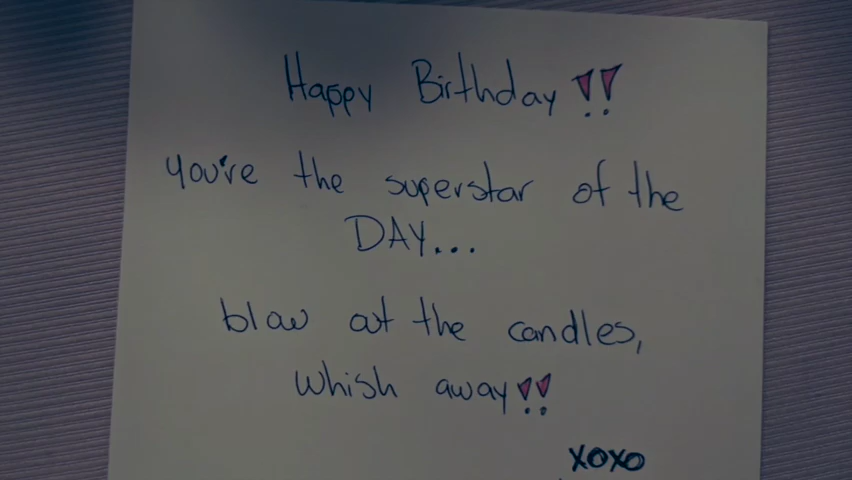 Happy Birthday!!
You're the superstar of the
DAY...
blow at the candles,
Whish away!!
xoxo